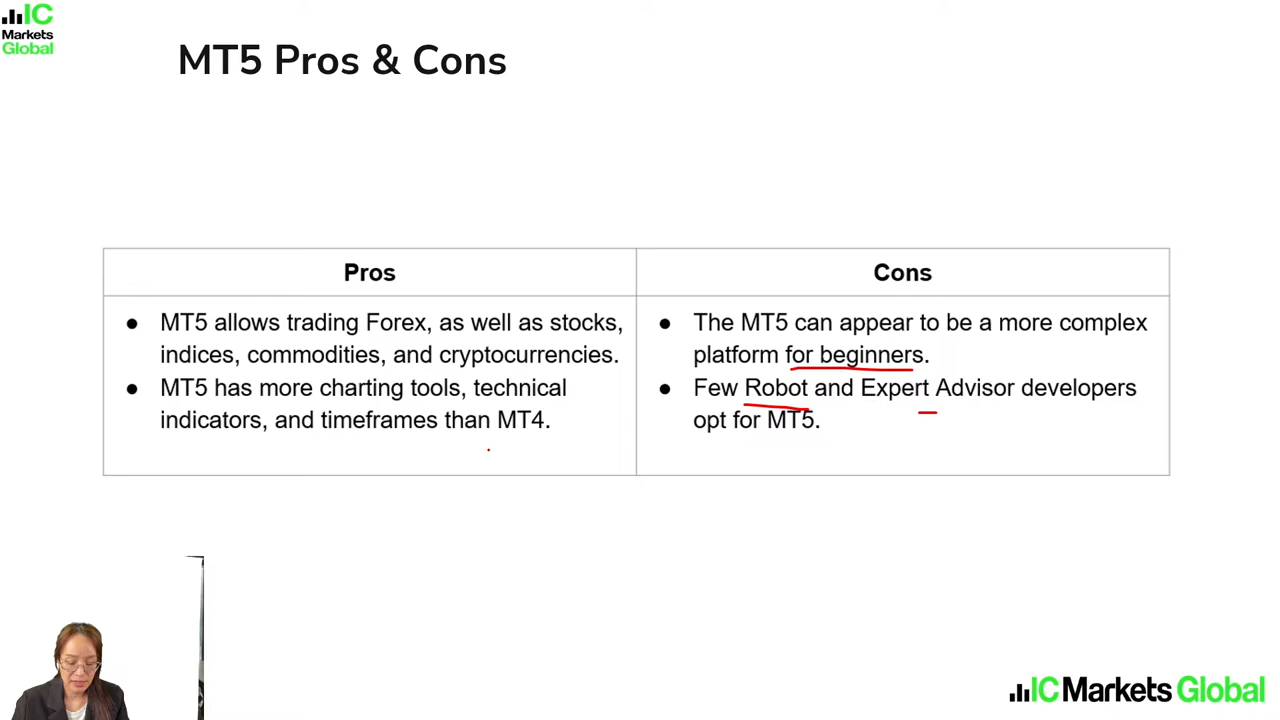 IC
Markets
Global
MT5 Pros & Cons
Pros
Cons
● MT5 allows trading Forex, as well as stocks,
indices, commodities, and cryptocurrencies.
● MT5 has more charting tools, technical
indicators, and timeframes than MT4.
● The MT5 can appear to be a more complex
platform for beginners.
● Few Robot and Expert Advisor developers
opt for MT5.
IC Markets Global